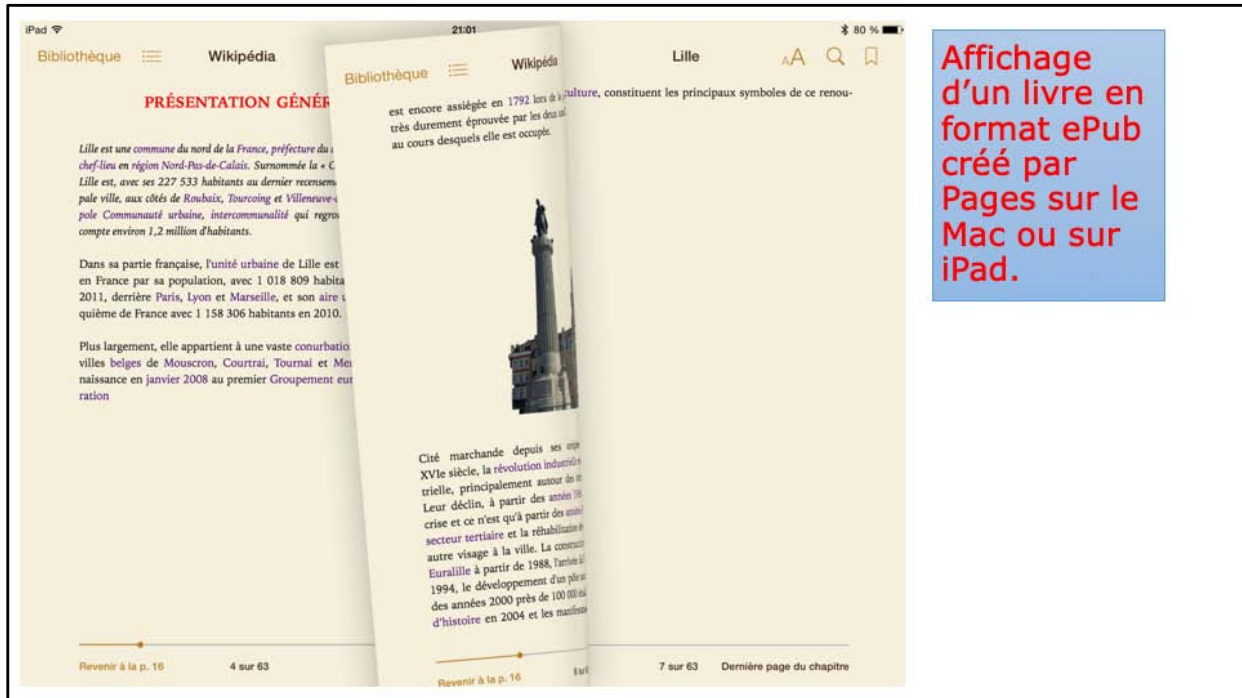 iPad 21:01 80 %
Bibliothèque Wikipédia
PRÉSENTATION GÉNÉR
Lille est une commune du nord de la France, préfecture du
chef-lieu en région Nord-Pas-de-Calais. Surnommée la « C
Lille est, avec ses 227 533 habitants au dernier recensem
pale ville, aux côtés de Roubaix, Tourcoing et Villeneuve-
pole Communauté urbaine, intercommunalité qui regrou
compte environ 1,2 million d'habitants.
Dans sa partie française, l'unité urbaine de Lille est
en France par sa population, avec 1 018 809 habita
2011, derrière Paris, Lyon et Marseille, et son aire u
quième de France avec 1 158 306 habitants en 2010.
Plus largement, elle appartient à une vaste conurbatio
villes belges de Mouscron, Courtrai, Tournai et Me
naissance en janvier 2008 au premier Groupement eur
ration
Revenir à la p. 16 4 sur 63
Bibliothèque Wikipédia
est encore assiégée en 1792 lors de la
très durement éprouvée par les deux
au cours desquels elle est occupée.
Cité marchande depuis ses
XVIe siècle, la révolution industrielle
trielle, principalement autour des
Leur déclin, à partir des années
crise et ce n'est qu'à partir des
secteur tertiaire et la réhabilitation
autre visage à la ville. La
Euralille à partir de 1988, l'arrivée
1994, le développement d'un pôle
des années 2000 près de 100 000
d'histoire en 2004 et les
Revenir à la p. 16
Lille AA
culture, constituent les principaux symboles de ce renou-
7 sur 63 Dernière page du chapitre
Affichage
d'un livre en
format ePub
créé par
Pages sur le
Mac ou sur
iPad.